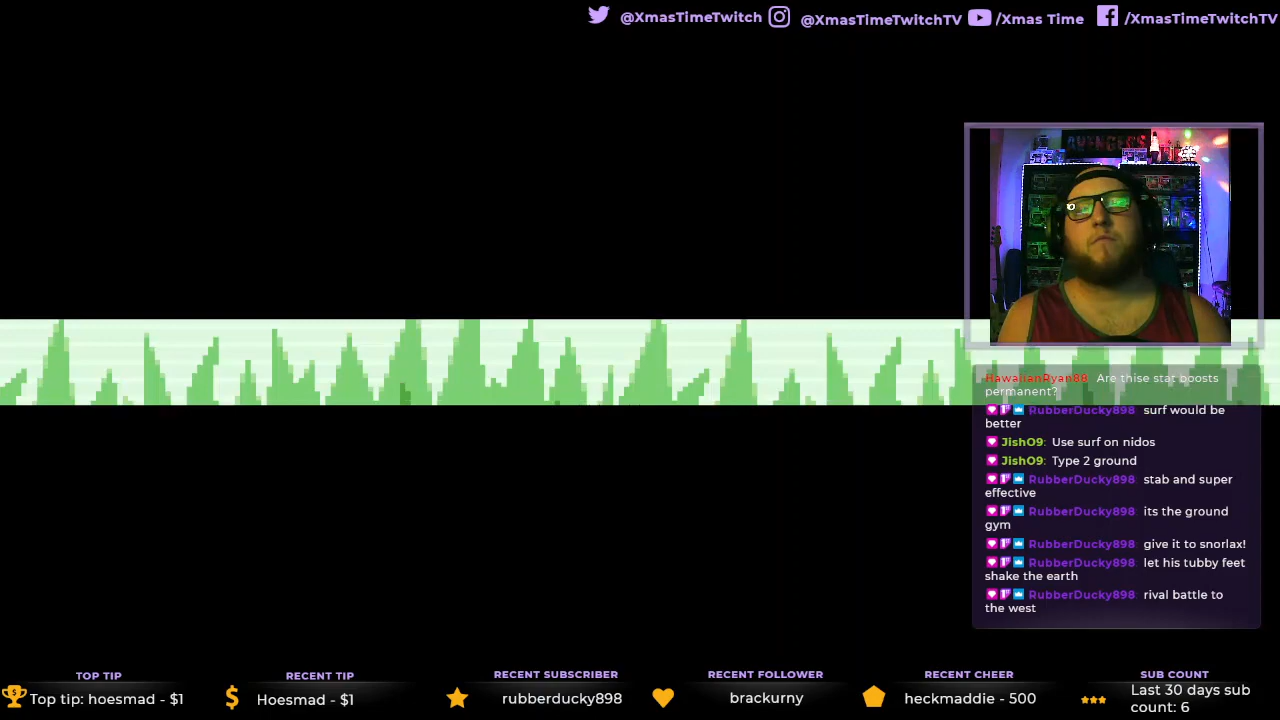 @XmasTimeTwitch @XmasTimeTwitchTV /Xmas Time /XmasTimeTwitchTV
AVENGERS
HawaiianRyan88 Are thise stat boosts
permanent?
RubberDucky898: surf would be
better
JishO9: Use surf on nidos
JishO9: Type 2 ground
RubberDucky898: stab and super
effective
RubberDucky898: its the ground
gym
RubberDucky898: give it to snorlax!
RubberDucky898: let his tubby feet
shake the earth
RubberDucky898: rival battle to
the west
TOP TIP
Top tip: hoesmad - $1
RECENT TIP
Hoesmad - $1
RECENT SUBSCRIBER
rubberducky898
RECENT FOLLOWER
brackurny
RECENT CHEER
heckmaddie - 500
SUB COUNT
Last 30 days sub
count: 6